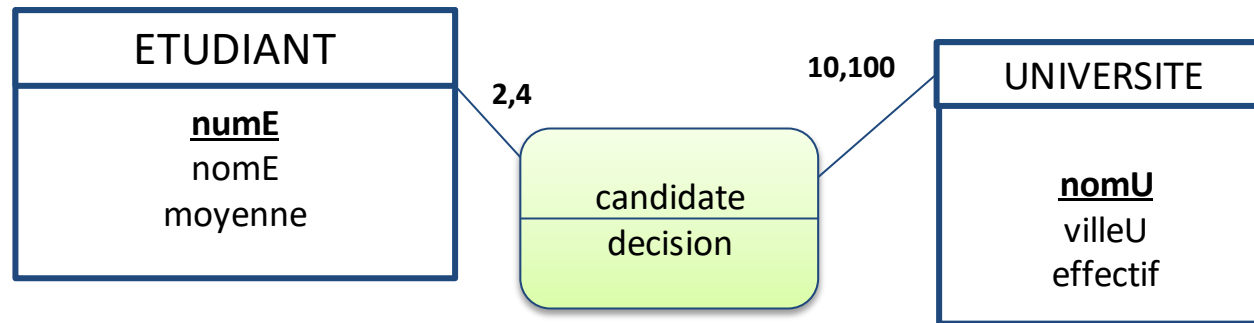 ETUDIANT
numE
nomE
moyenne
2,4
candidate
decision
10,100
UNIVERSITE
nomU
villeU
effectif